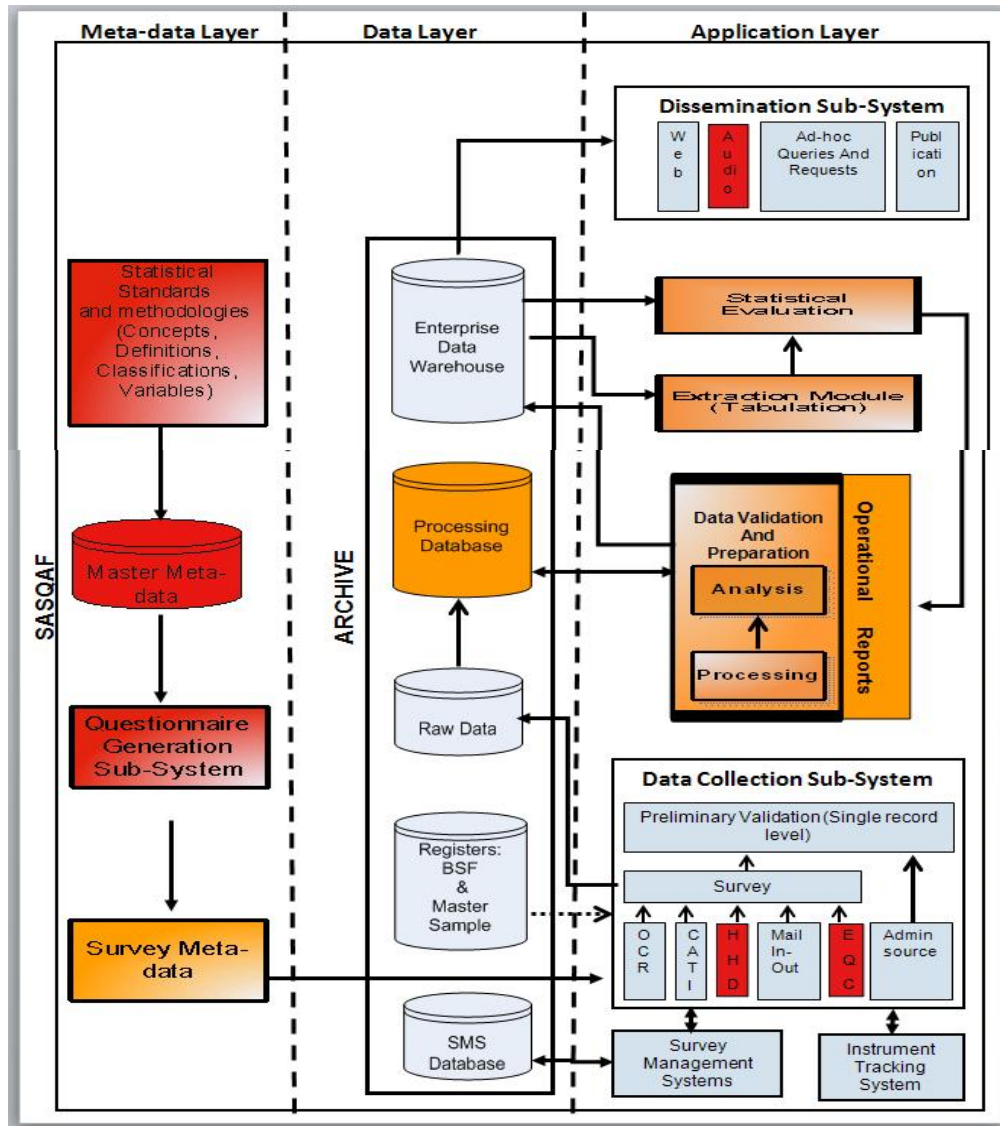 Meta-data Layer
Data Layer
Application Layer
Dissemination Sub-System
W
e
b
A
u
di
o
Ad-hoc
Queries And
Requests
Publ
icati
on
Statistical
Standards
and methodologies
(Concepts,
Definitions,
Classifications,
Variables)
Enterprise
Data
Warehouse
Statistical
Evaluation
Extraction Module
(Tabulation)
SASQAF
ARCHIVE
Master Meta-
data
Processing
Database
Data Validation
And
Preparation
Analysis
Processing
Operational Reports
Questionnaire
Generation
Sub-System
Raw Data
Data Collection Sub-System
Preliminary Validation(Single record
level)
Survey
Registers:
BSF
&
Master
Sample
O
C
R
C
A
T
I
H
H
D
Mail
In-
Out
E
Q
C
Admin
source
Survey Meta-
data
SMS
Database
Survey
Management
Systems
Instrument
Tracking
System